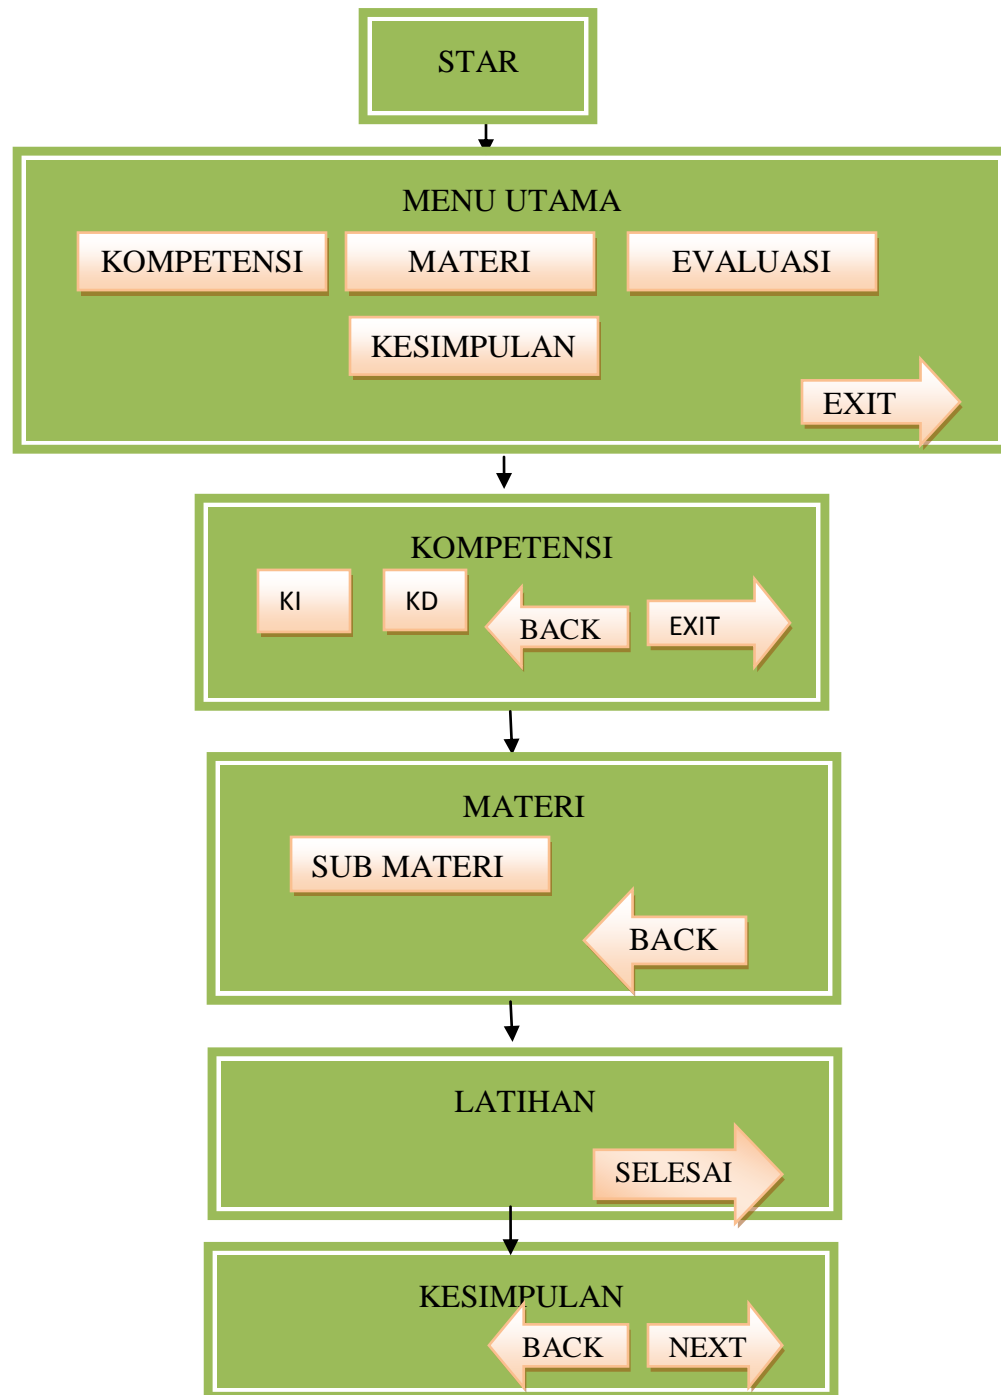 STAR
MENU UTAMA
KOMPETENSI MATERI EVALUASI
KESIMPULAN
EXIT
KOMPETENSI
KI KD BACK EXIT
MATERI
SUB MATERI
BACK
LATIHAN
SELESAI
KESIMPULAN
BACK NEXT